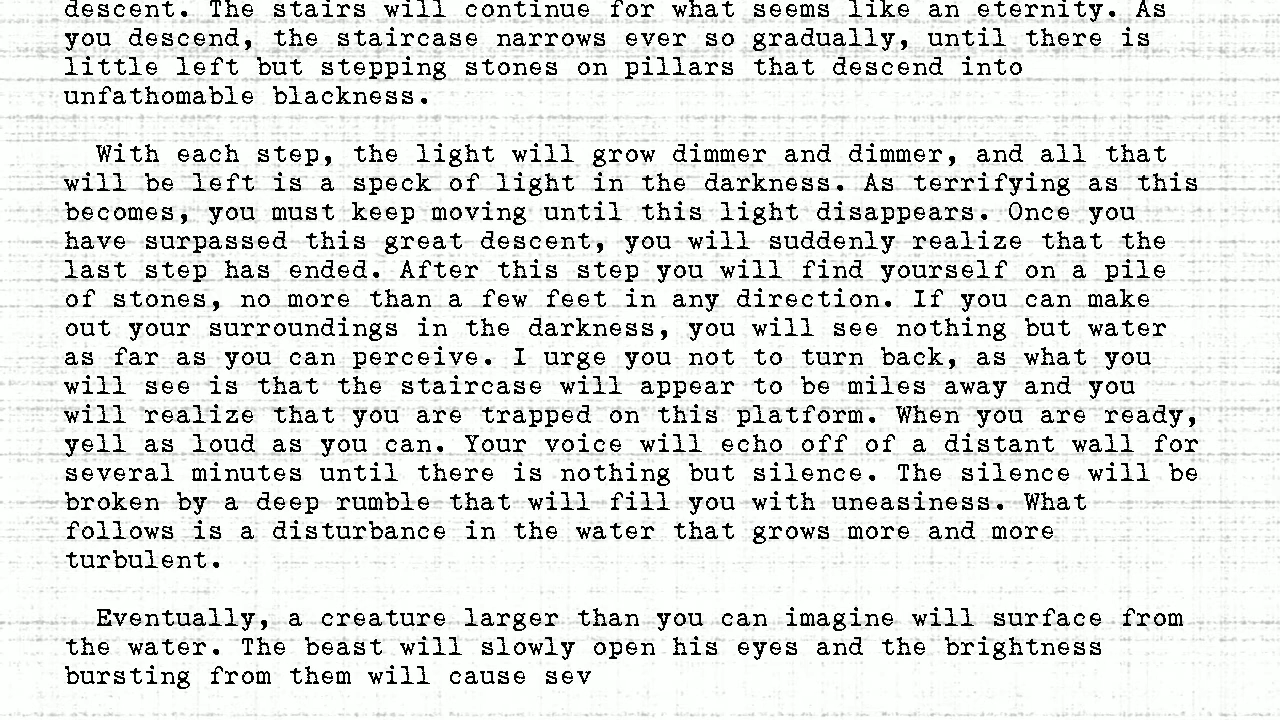 descent. The stairs will continue for what seems like an eternity. As
you descend, the staircase narrows ever so gradually, until there is
little left but stepping stones on pillars that descend into
unfathomable blackness.
With each step, the light will grow dimmer and dimmer, and all that
will be left is a speck of light in the darkness. As terrifying as this
becomes, you must keep moving until this light disappears. Once you
have surpassed this great descent, you will suddenly realize that the
last step has ended. After this step you will find yourself on a pile
of stones, no more than a few feet in any direction. If you can make
out your surroundings in the darkness, you will see nothing but water
as far as you can perceive. I urge you not to turn back, as what you
will see is that the staircase will appear to be miles away and you
will realize that you are trapped on this platform. When you are ready,
yell as loud as you can. Your voice will echo off of a distant wall for
several minutes until there is nothing but silence. The silence will be
broken by a deep rumble that will fill you with uneasiness. What
follows is a disturbance in the water that grows more and more
turbulent.
Eventually, a creature larger than you can imagine will surface from
the water. The beast will slowly open his eyes and the brightness
bursting from them will cause sev